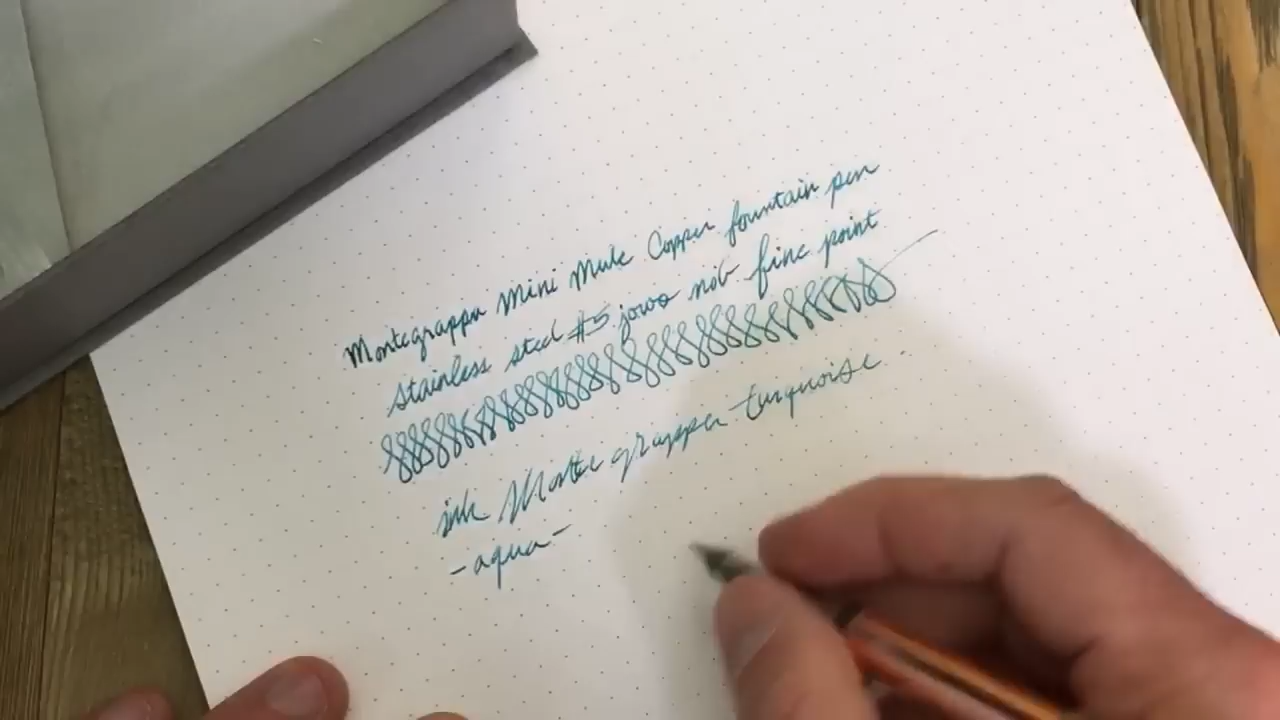 Montegrappa Mini Mule Copper fountain pen
stainless steel #5 jowo nib fine point
ink Montegrappa turquoise.
-aqua-